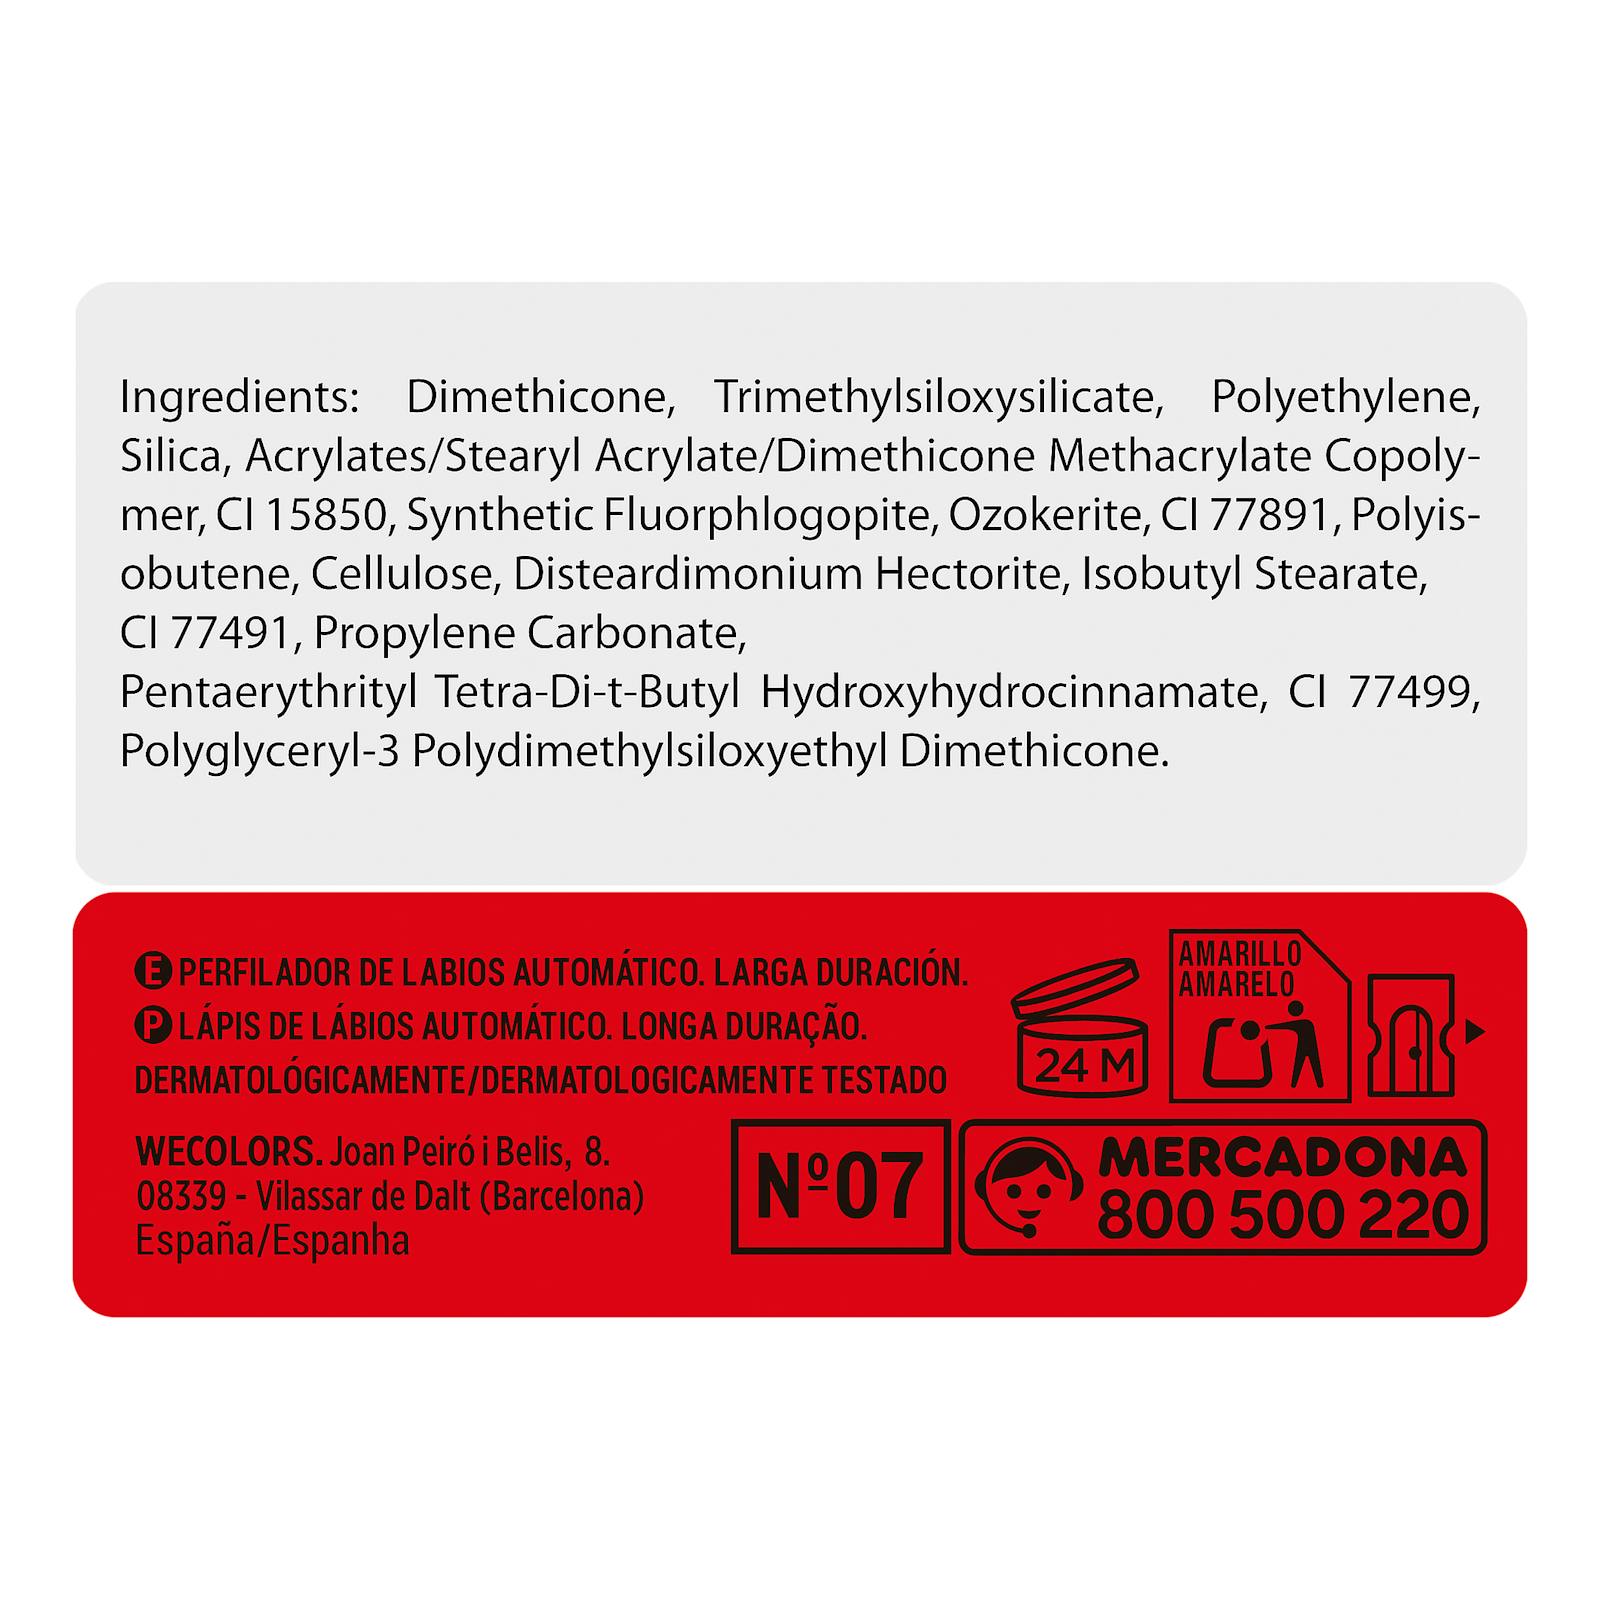 Ingredients: Dimethicone, Trimethylsiloxysilicate, Polyethylene,
Silica, Acrylates/Stearyl Acrylate/Dimethicone Methacrylate Copoly-
mer, CI 15850, Synthetic Fluorphlogopite, Ozokerite, CI 77891, Polyis-
obutene, Cellulose, Disteardimonium Hectorite, Isobutyl Stearate,
CI 77491, Propylene Carbonate,
Pentaerythrityl Tetra-Di-t-Butyl Hydroxyhydrocinnamate, CI 77499,
Polyglyceryl-3 Polydimethylsiloxyethyl Dimethicone.
E PERFILADOR DE LABIOS AUTOMÁTICO. LARGA DURACIÓN.
P LÁPIS DE LÁBIOS AUTOMÁTICO. LONGA DURAÇÃO.
DERMATOLÓGICAMENTE/DERMATOLOGICAMENTE TESTADO
24 M
AMARILLO
AMARELO
WECOLORS. Joan Peiró i Belis, 8.
08339 - Vilassar de Dalt (Barcelona)
España/Espanha
Nº07
MERCADONA
800 500 220